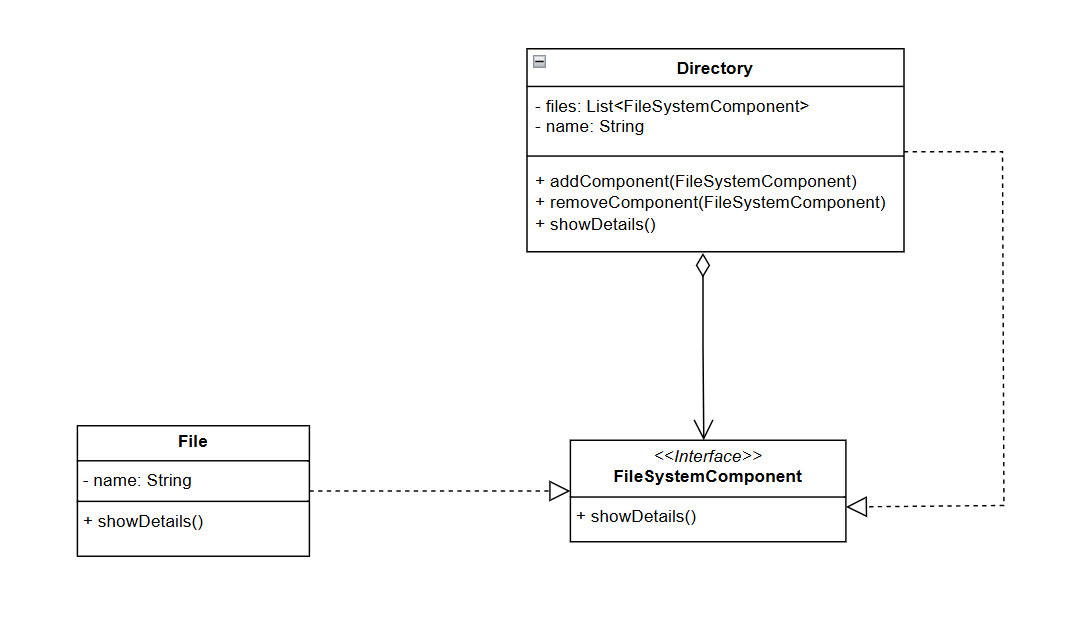 Directory
- files: List<FileSystemComponent>
- name: String
+ addComponent(FileSystemComponent)
+ removeComponent(FileSystemComponent)
+ showDetails()
File
- name: String
+ showDetails()
<<Interface>>
FileSystemComponent
+ showDetails()